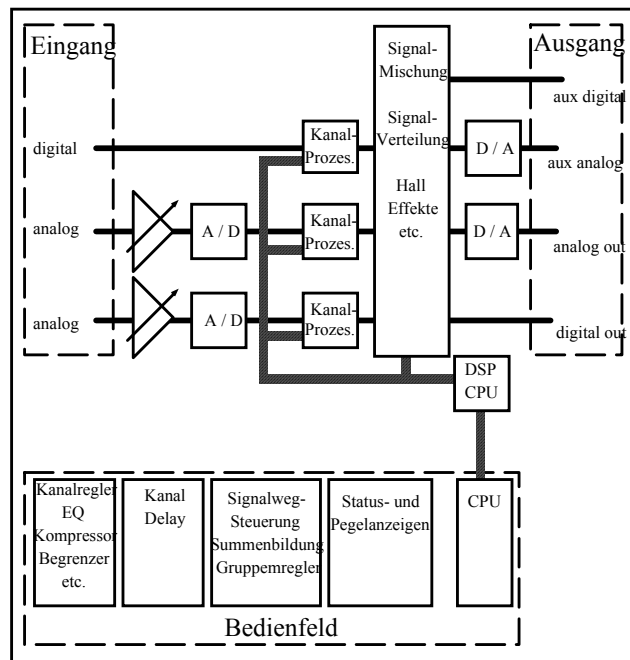 Eingang
Ausgang
Signal-
Mischung
Signal-
Verteilung
Hall
Effekte
etc.
aux digital
digital
Kanal-
Prozes.
D / A
aux analog
analog
A / D
Kanal-
Prozes.
D / A
analog out
analog
A / D
Kanal-
Prozes.
digital out
DSP
CPU
Kanalregler
EQ
Kompressor
Begrenzer
etc.
Kanal
Delay
Signalweg-
Steuerung
Summenbildung
Gruppemregler
Status- und
Pegelanzeigen
CPU
Bedienfeld